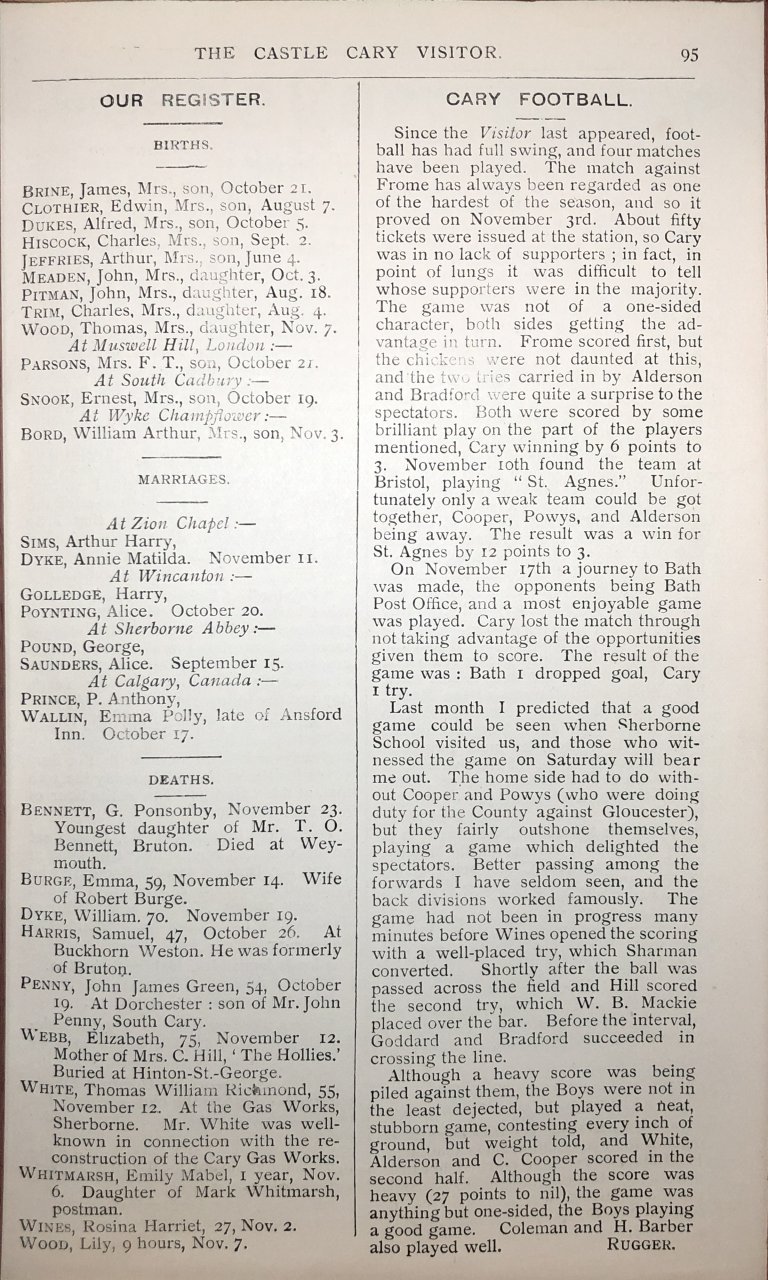 THE CASTLE CARY VISITOR. 95
OUR REGISTER.
BIRTHS.
BRINE, James, Mrs., son, October 21.
CLOTHIER, Edwin, Mrs., son, August 7.
DUKES, Alfred, Mrs., son, October 5.
HISCOCK, Charles, Mrs., son, Sept. 2.
JEFFRIES, Arthur, Mrs., son, June 4.
MEADEN, John, Mrs., daughter, Oct. 3.
PITMAN, John, Mrs., daughter, Aug. 18.
TRIM, Charles, Mrs., daughter, Aug. 4.
WOOD, Thomas, Mrs., daughter, Nov. 7.
At Muswell Hill, London :—
PARSONS, Mrs. F. T., son, October 21.
At South Cadbury :—
SNOOK, Ernest, Mrs., son, October 19.
At Wyke Champflower :—
BORD, William Arthur, Mrs., son, Nov. 3.
MARRIAGES.
At Zion Chapel :—
SIMS, Arthur Harry,
DYKE, Annie Matilda. November 11.
At Wincanton :—
GOLLEDGE, Harry,
POYNTING, Alice. October 20.
At Sherborne Abbey :—
POUND, George,
SAUNDERS, Alice. September 15.
At Calgary, Canada :—
PRINCE, P. Anthony,
WALLIN, Emma Polly, late of Ansford
Inn. October 17.
DEATHS.
BENNETT, G. Ponsonby, November 23.
Youngest daughter of Mr. T. O.
Bennett, Bruton. Died at Wey-
mouth.
BURGE, Emma, 59, November 14. Wife
of Robert Burge.
DYKE, William. 70. November 19.
HARRIS, Samuel, 47, October 26. At
Buckhorn Weston. He was formerly
of Bruton.
PENNY, John James Green, 54, October
19. At Dorchester : son of Mr. John
Penny, South Cary.
WEBB, Elizabeth, 75, November 12.
Mother of Mrs. C. Hill, ‘ The Hollies.’
Buried at Hinton-St.-George.
WHITE, Thomas William Richmond, 55,
November 12. At the Gas Works,
Sherborne. Mr. White was well-
known in connection with the re-
construction of the Cary Gas Works.
WHITMARSH, Emily Mabel, 1 year, Nov.
6. Daughter of Mark Whitmarsh,
postman.
WINES, Rosina Harriet, 27, Nov. 2.
WOOD, Lily, 9 hours, Nov. 7.
CARY FOOTBALL.
Since the Visitor last appeared, foot-
ball has had full swing, and four matches
have been played. The match against
Frome has always been regarded as one
of the hardest of the season, and so it
proved on November 3rd. About fifty
tickets were issued at the station, so Cary
was in no lack of supporters ; in fact, in
point of lungs it was difficult to tell
whose supporters were in the majority.
The game was not of a one-sided
character, both sides getting the ad-
vantage in turn. Frome scored first, but
the chickens were not daunted at this,
and the two tries carried in by Alderson
and Bradford were quite a surprise to the
spectators. Both were scored by some
brilliant play on the part of the players
mentioned, Cary winning by 6 points to
3. November 10th found the team at
Bristol, playing “ St. Agnes.” Unfor-
tunately only a weak team could be got
together, Cooper, Powys, and Alderson
being away. The result was a win for
St. Agnes by 12 points to 3.
On November 17th a journey to Bath
was made, the opponents being Bath
Post Office, and a most enjoyable game
was played. Cary lost the match through
not taking advantage of the opportunities
given them to score. The result of the
game was : Bath 1 dropped goal, Cary
1 try.
Last month I predicted that a good
game could be seen when Sherborne
School visited us, and those who wit-
nessed the game on Saturday will bear
me out. The home side had to do with-
out Cooper and Powys (who were doing
duty for the County against Gloucester),
but they fairly outshone themselves,
playing a game which delighted the
spectators. Better passing among the
forwards I have seldom seen, and the
back divisions worked famously. The
game had not been in progress many
minutes before Wines opened the scoring
with a well-placed try, which Sharman
converted. Shortly after the ball was
passed across the field and Hill scored
the second try, which W. B. Mackie
placed over the bar. Before the interval,
Goddard and Bradford succeeded in
crossing the line.
Although a heavy score was being
piled against them, the Boys were not in
the least dejected, but played a neat,
stubborn game, contesting every inch of
ground, but weight told, and White,
Alderson and C. Cooper scored in the
second half. Although the score was
heavy (27 points to nil), the game was
anything but one-sided, the Boys playing
a good game. Coleman and H. Barber
also played well. RUGGER.